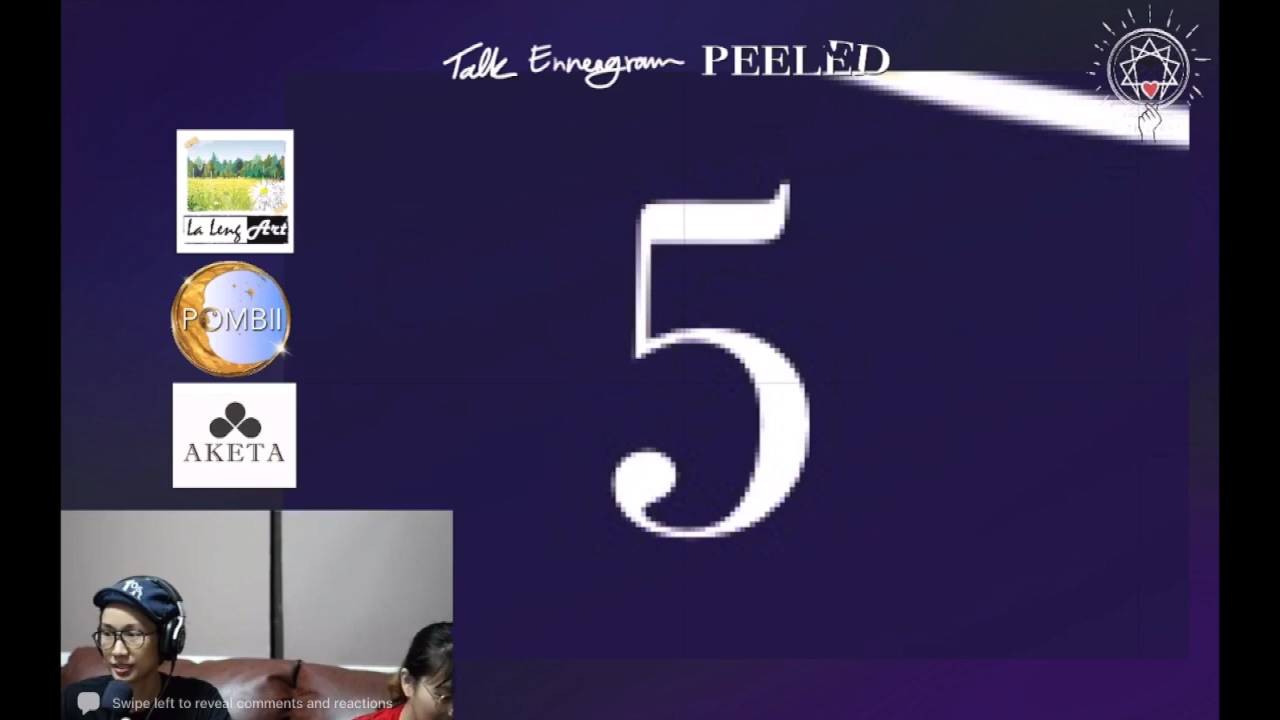 Talk Enneagram PEELED
La Leng Art
POMBII
AKETA
5
Swipe left to reveal comments and reactions